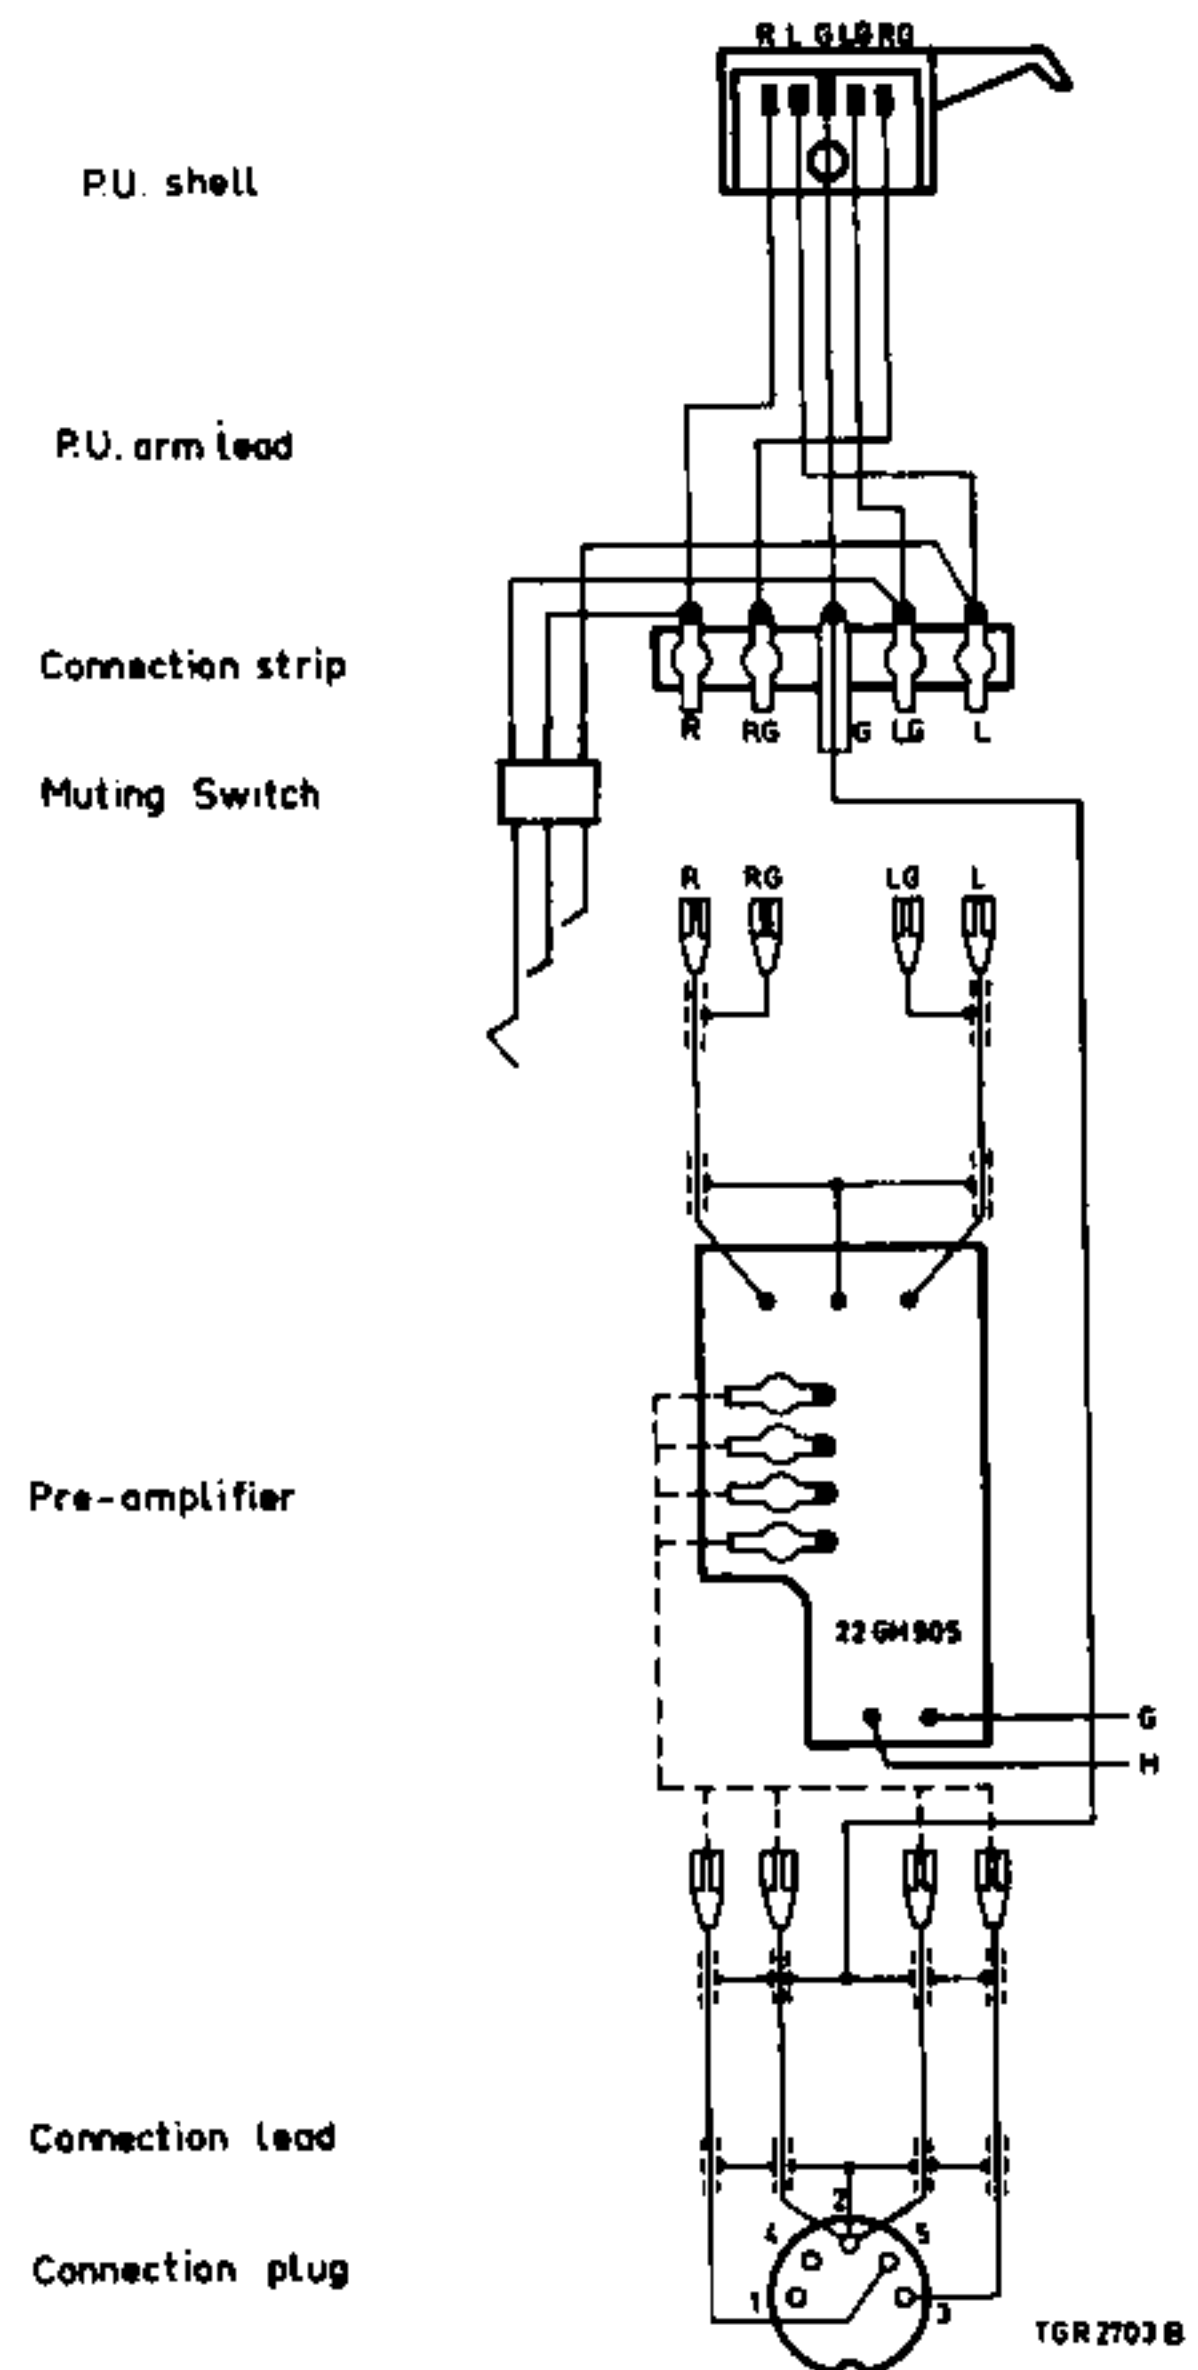 R L G LG RG
P.U. shell
P.U. arm lead
Connection strip
R RG G LG L
Muting Switch
R RG LG L
Pre-amplifier
22 GH 905
G
H
Connection lead
2
4 5
Connection plug
1 3
TGR 2703 B